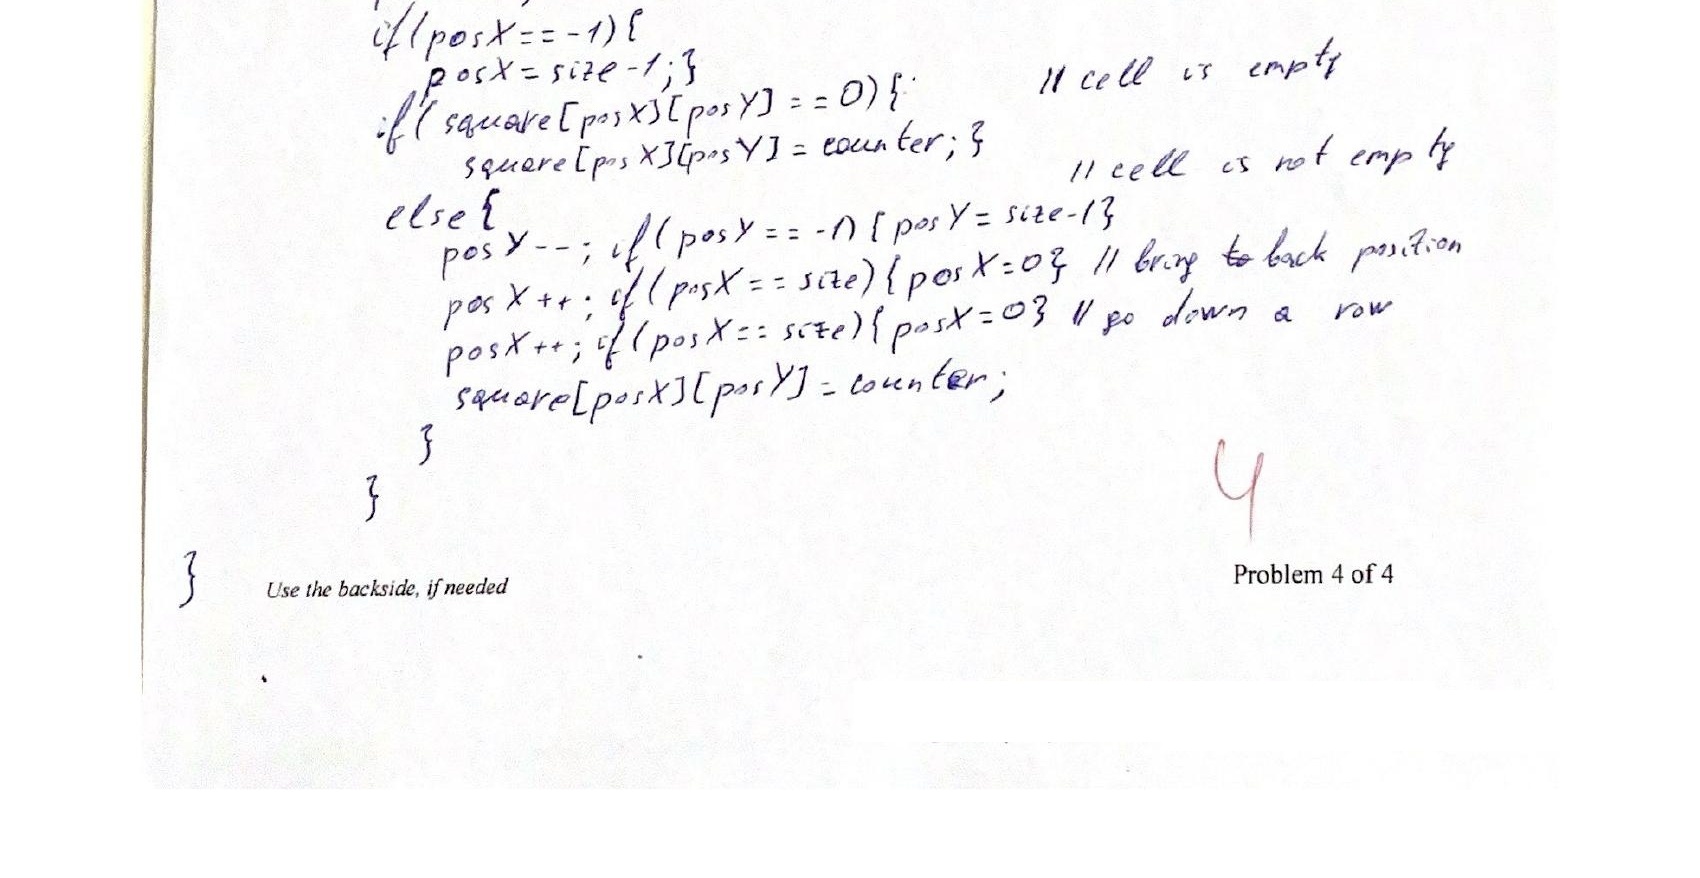 if(posX==-1){
posX=size-1;}
if(square[posX][posY]==0){ // cell is empty
square[posX][posY]=counter;}
else{ // cell is not empty
posY--; if(posY==-1){posY=size-1}
posX++; if(posX==size){posX=0} // bring to back position
posX++; if(posX==size){posX=0} // go down a row
square[posX][posY]=counter;
}
}
4
}
Use the backside, if needed Problem 4 of 4